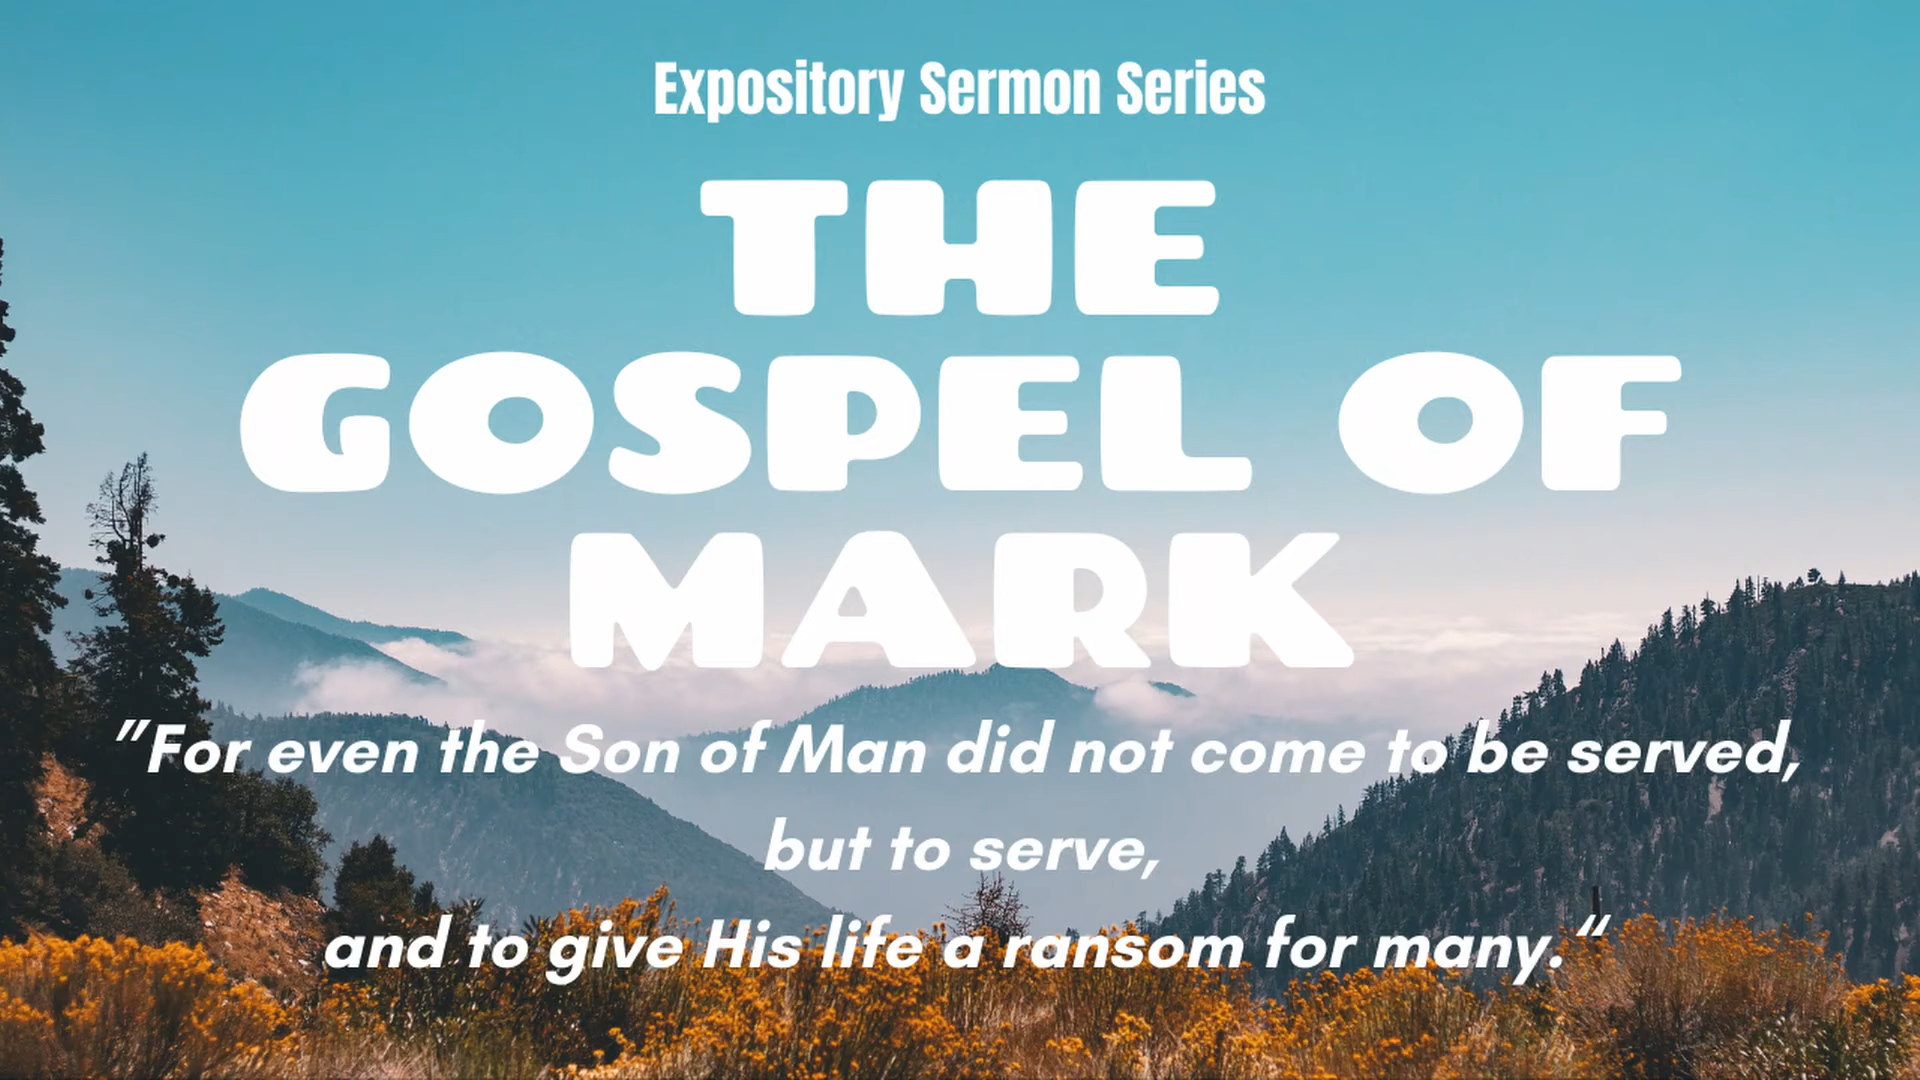 Expository Sermon Series
THE
GOSPEL OF
MARK
"For even the Son of Man did not come to be served,
but to serve,
and to give His life a ransom for many.“